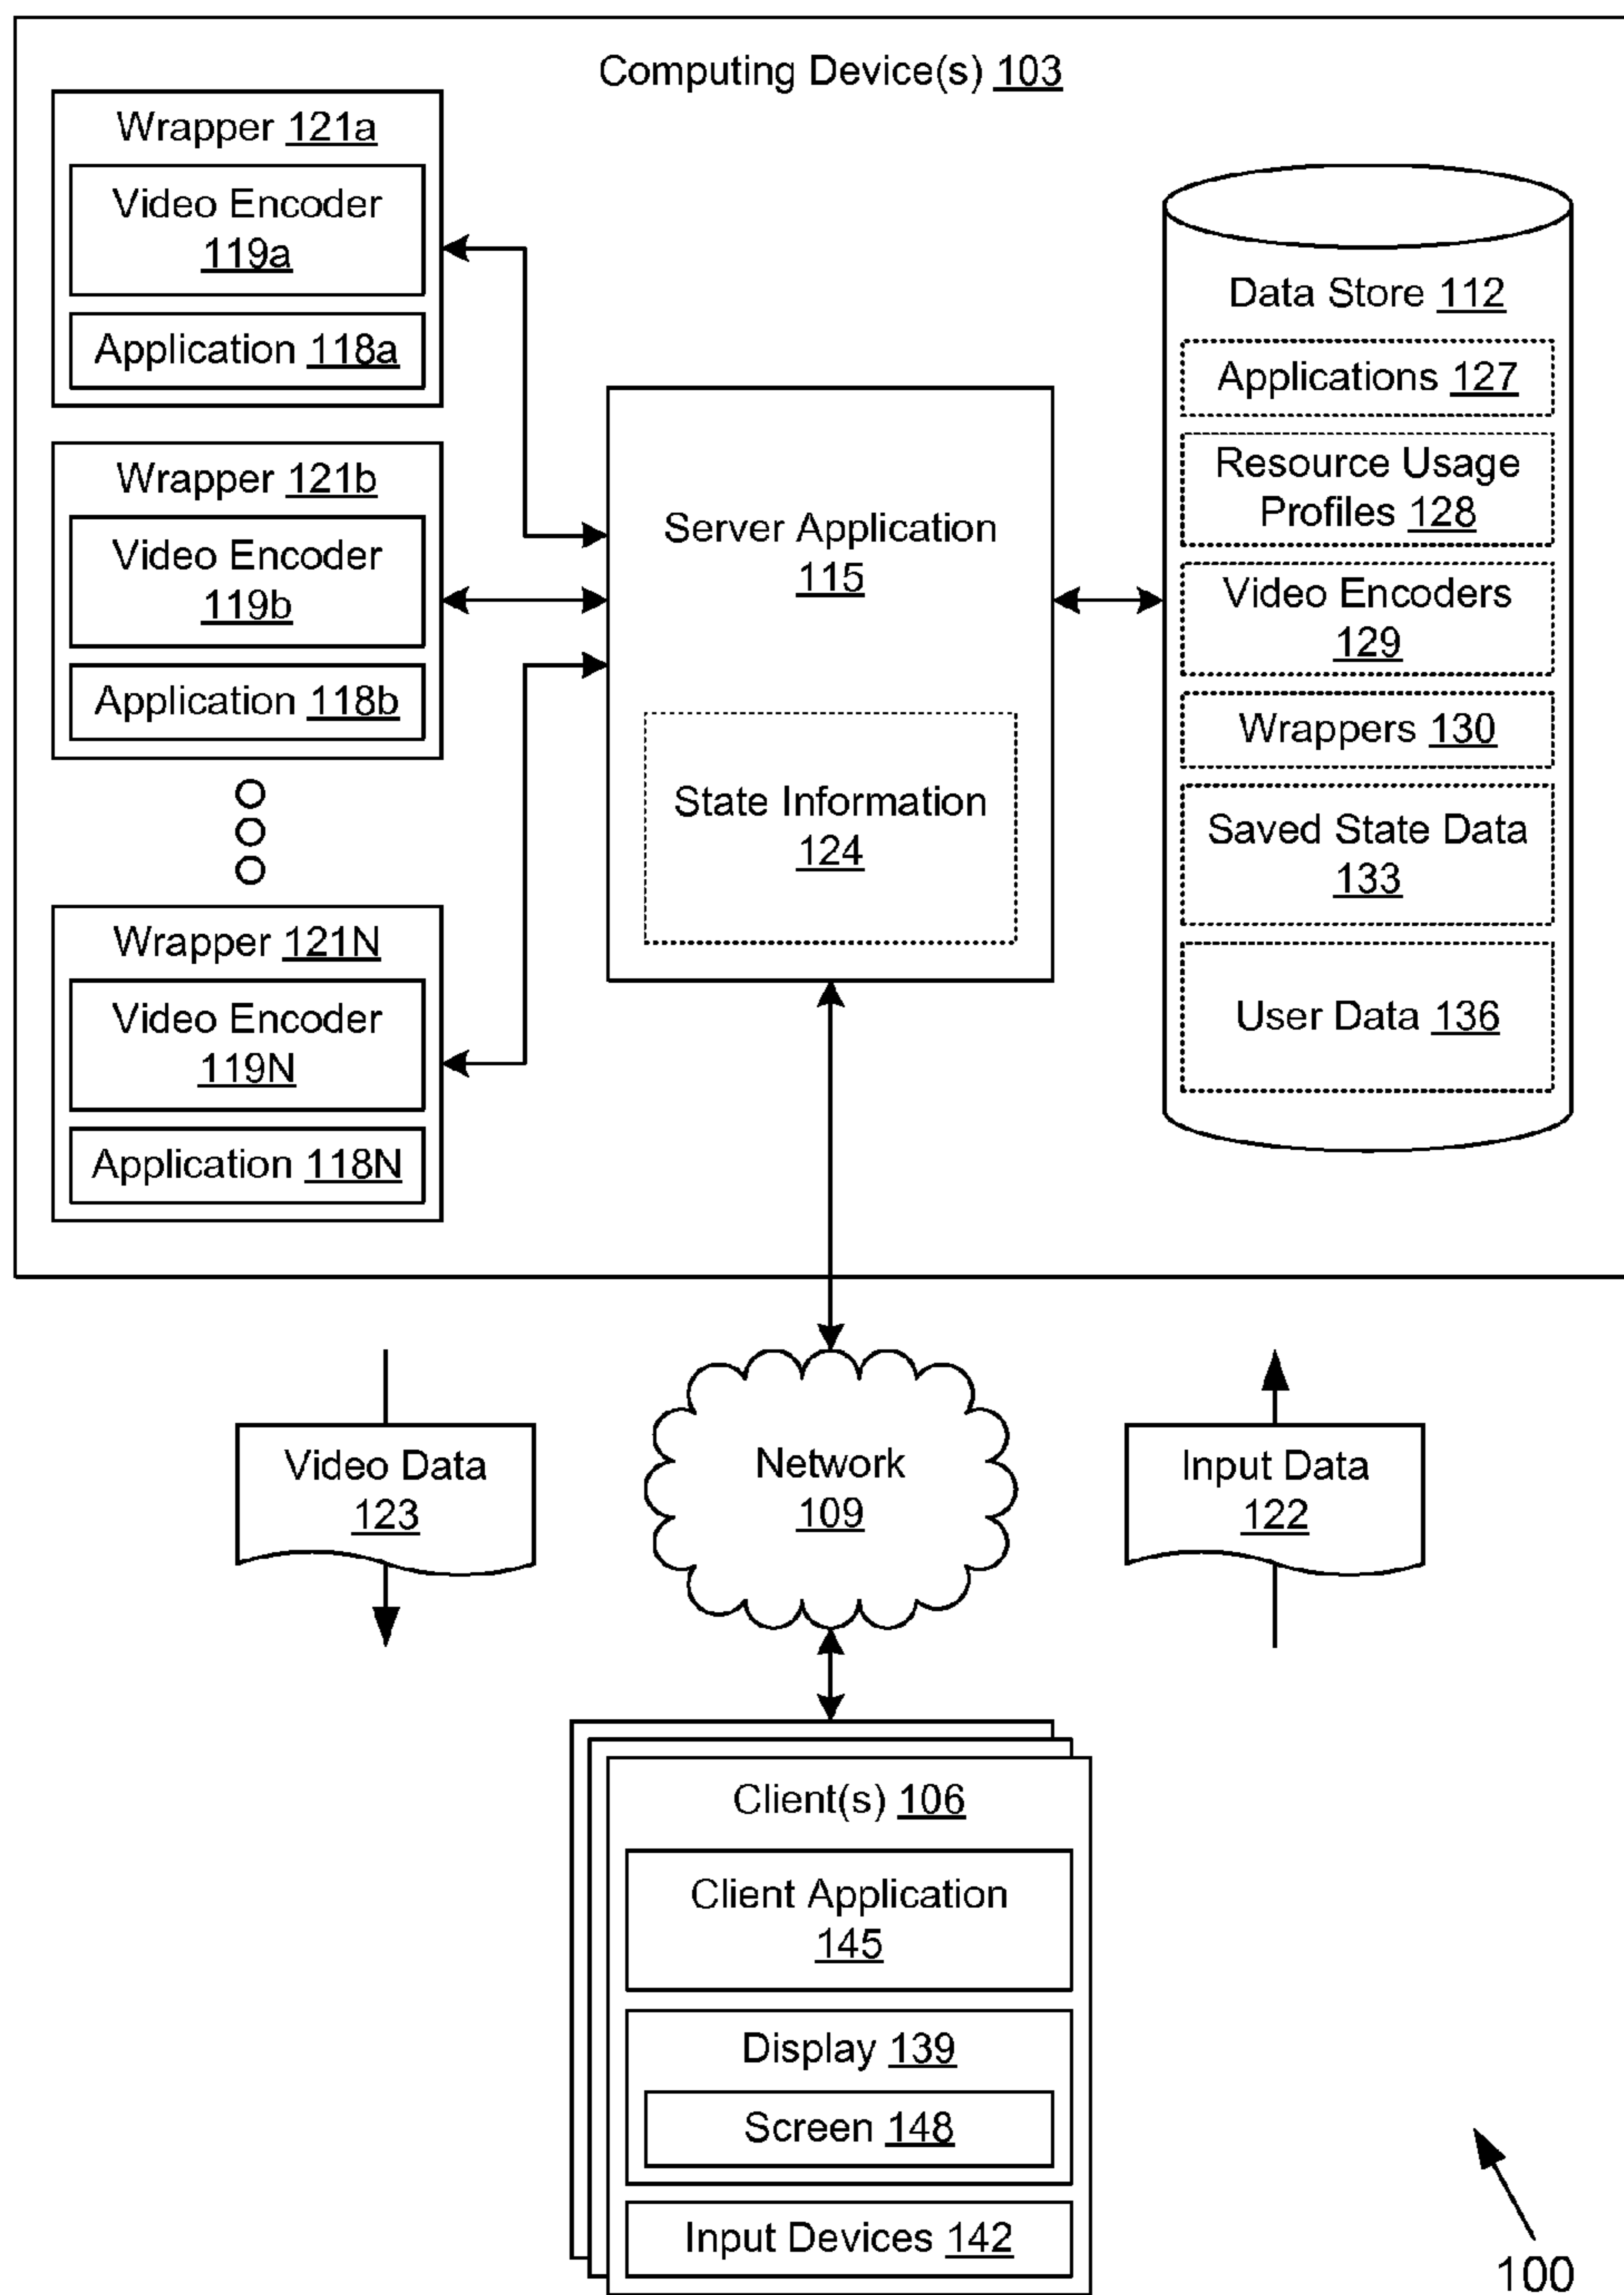 Computing Device(s) 103
Wrapper 121a
Video Encoder
119a
Application 118a
Wrapper 121b
Video Encoder
119b
Application 118b
Wrapper 121N
Video Encoder
119N
Application 118N
Server Application
115
State Information
124
Data Store 112
Applications 127
Resource Usage
Profiles 128
Video Encoders
129
Wrappers 130
Saved State Data
133
User Data 136
Video Data
123
Network
109
Input Data
122
Client(s) 106
Client Application
145
Display 139
Screen 148
Input Devices 142
100